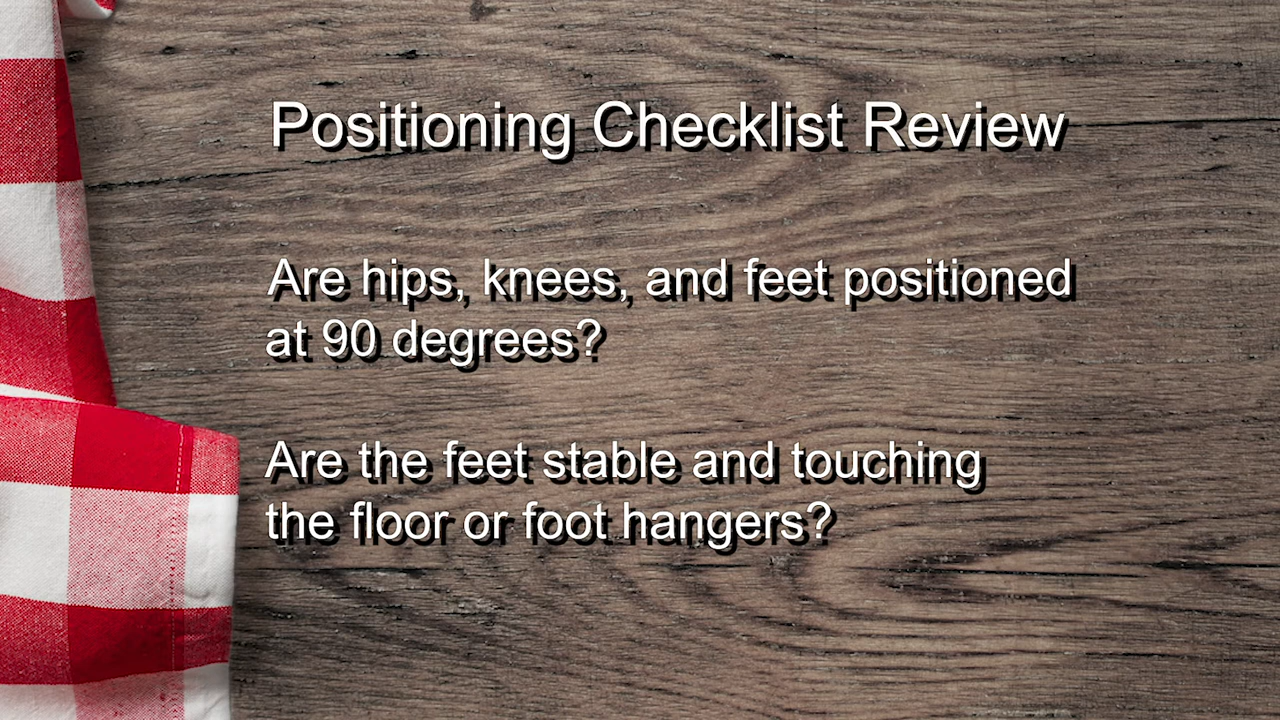 Positioning Checklist Review
Are hips, knees, and feet positioned
at 90 degrees?
Are the feet stable and touching
the floor or foot hangers?